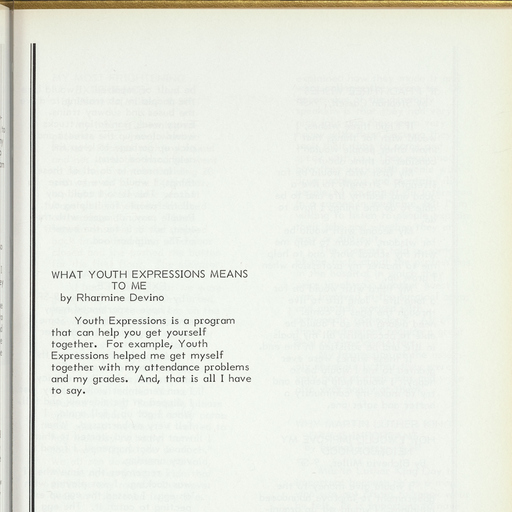 WHAT YOUTH EXPRESSIONS MEANS
TO ME
by Rharmine Devino
Youth Expressions is a program
that can help you get yourself
together. For example, Youth
Expressions helped me get myself
together with my attendance problems
and my grades. And, that is all I have
to say.